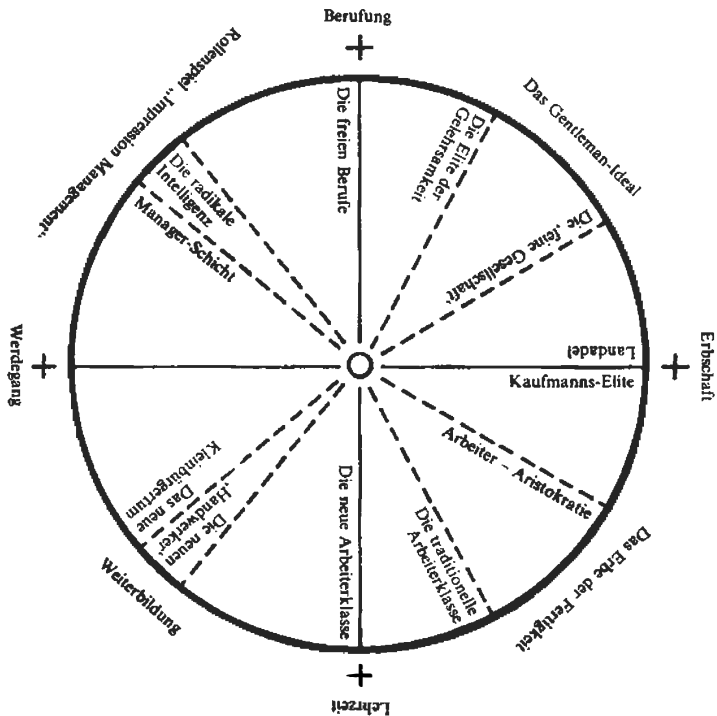 Berufung
+
Das Gentleman-Ideal
Rollenspiel „Impression Management“
Die freien Berufe
Die Elite der
Gelehrsamkeit
Die ‚feine Gesellschaft‘
Landadel
Kaufmanns-Elite
+
Erbschaft
Arbeiter – Aristokratie
Die traditionelle
Arbeiterklasse
Das Erbe der Fertigkeit
Die neue Arbeiterklasse
+
Lehrzeit
Die neuen
‚Handwerker‘
Das neue
Kleinbürgertum
Weiterbildung
+
Werdegang
Manager-Schicht
Die radikale
Intelligenz